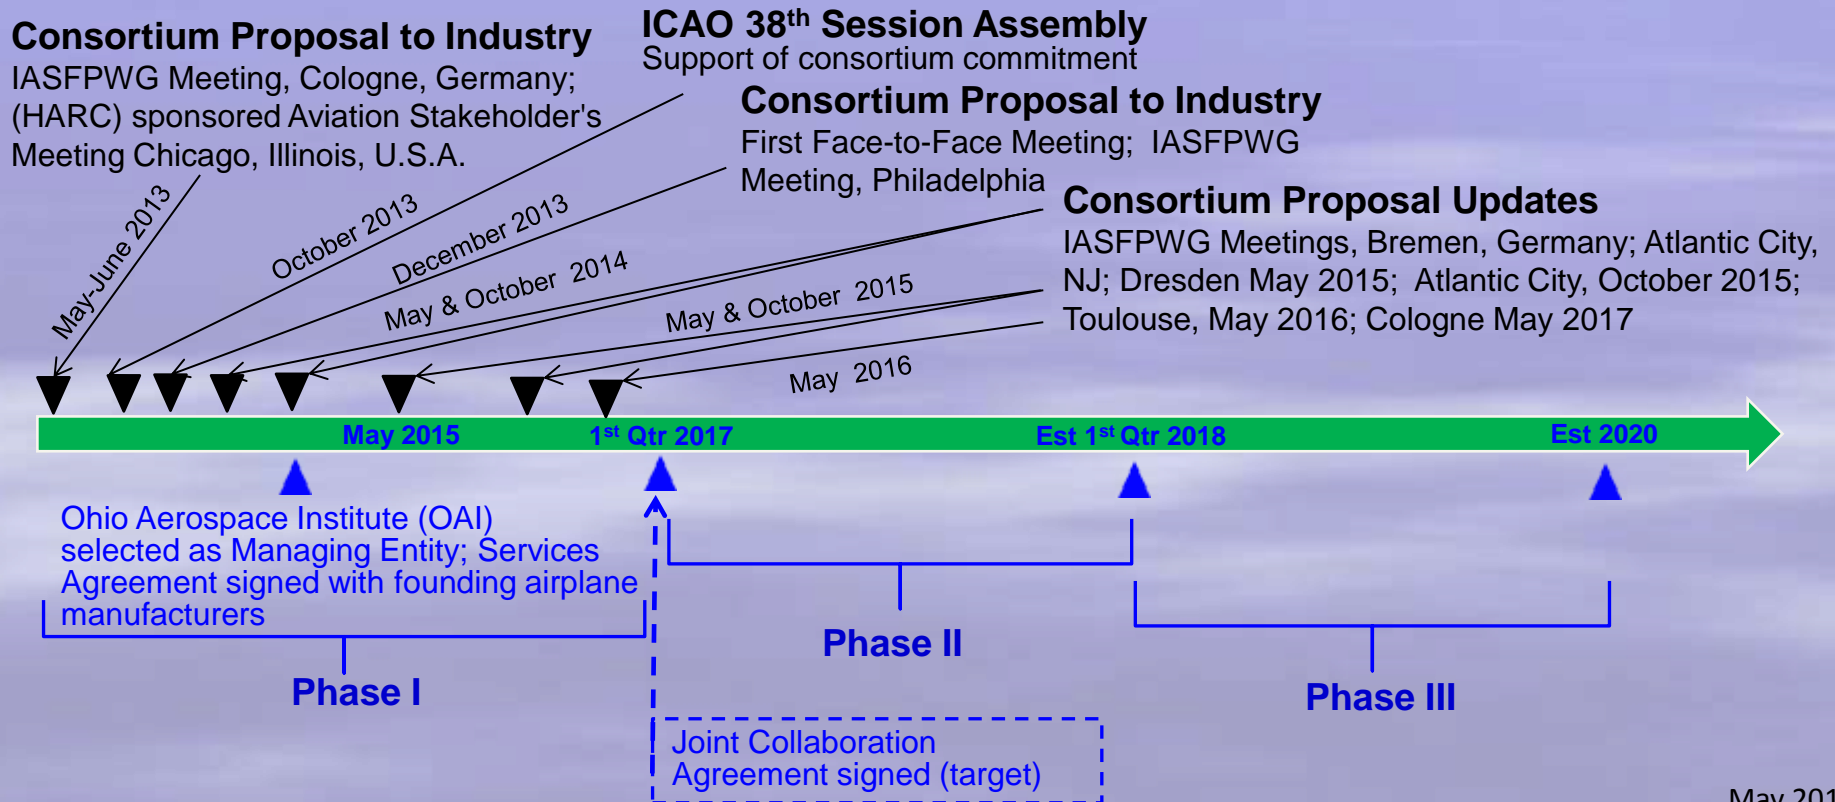 Consortium Proposal to Industry
IASFPWG Meeting, Cologne, Germany;
(HARC) sponsored Aviation Stakeholder's
Meeting Chicago, Illinois, U.S.A.
ICAO 38th Session Assembly
Support of consortium commitment
Consortium Proposal to Industry
First Face-to-Face Meeting; IASFPWG
Meeting, Philadelphia
Consortium Proposal Updates
IASFPWG Meetings, Bremen, Germany; Atlantic City,
NJ; Dresden May 2015; Atlantic City, October 2015;
Toulouse, May 2016; Cologne May 2017
May-June 2013
October 2013
December 2013
May & October 2014
May & October 2015
May 2016
May 2015
1st Qtr 2017
Est 1st Qtr 2018
Est 2020
Ohio Aerospace Institute (OAI)
selected as Managing Entity; Services
Agreement signed with founding airplane
manufacturers
Phase I
Phase II
Phase III
Joint Collaboration
Agreement signed (target)
May 201